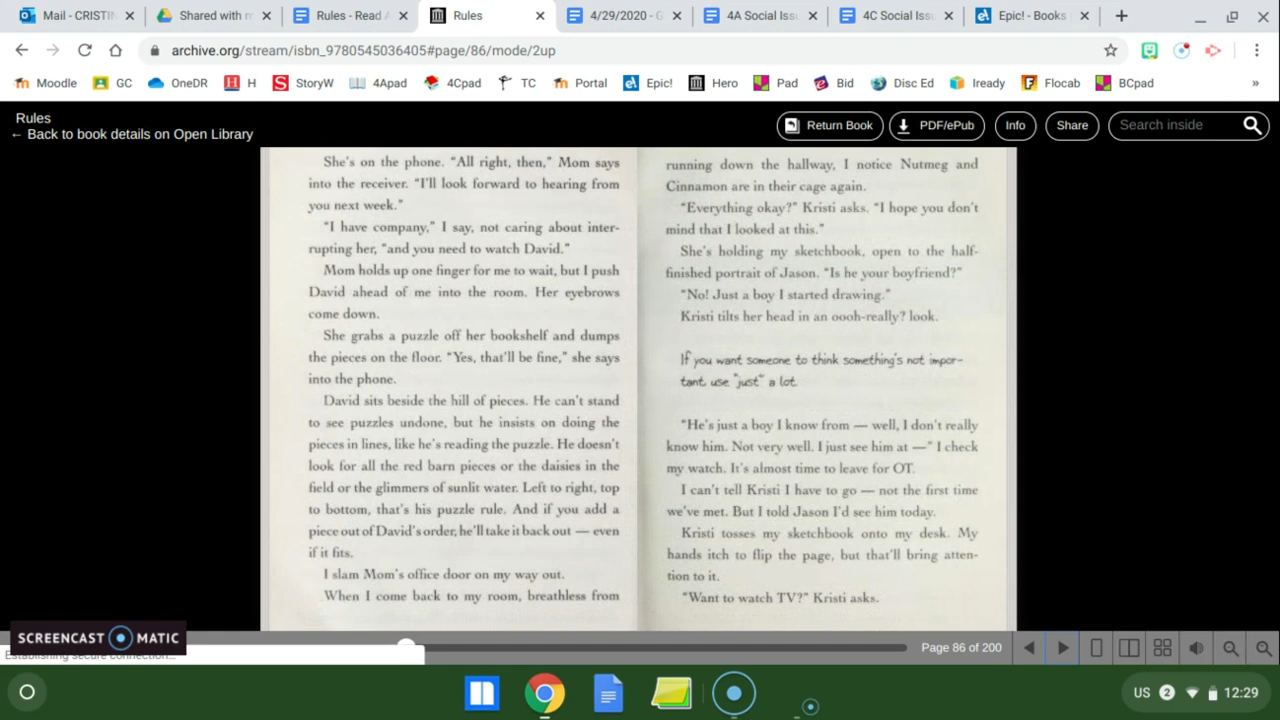 Mail - CRISTIN
Shared with m
Rules - Read A
Rules
4/29/2020 - G
4A Social Issu
4C Social Issu
Epic! - Books
archive.org/stream/isbn_9780545036405#page/86/mode/2up
Moodle
GC
OneDR
H
StoryW
4Apad
4Cpad
TC
Portal
Epic!
Hero
Pad
Bid
Disc Ed
Iready
Flocab
BCpad
»
Rules
← Back to book details on Open Library
Return Book
PDF/ePub
Info
Share
Search inside
She's on the phone. “All right, then,” Mom says
into the receiver. “I'll look forward to hearing from
you next week.”
“I have company,” I say, not caring about inter-
rupting her, “and you need to watch David.”
Mom holds up one finger for me to wait, but I push
David ahead of me into the room. Her eyebrows
come down.
She grabs a puzzle off her bookshelf and dumps
the pieces on the floor. “Yes, that'll be fine,” she says
into the phone.
David sits beside the hill of pieces. He can't stand
to see puzzles undone, but he insists on doing the
pieces in lines, like he's reading the puzzle. He doesn't
look for all the red barn pieces or the daisies in the
field or the glimmers of sunlit water. Left to right, top
to bottom, that's his puzzle rule. And if you add a
piece out of David's order, he'll take it back out — even
if it fits.
I slam Mom's office door on my way out.
When I come back to my room, breathless from
running down the hallway, I notice Nutmeg and
Cinnamon are in their cage again.
“Everything okay?” Kristi asks. “I hope you don't
mind that I looked at this.”
She's holding my sketchbook, open to the half-
finished portrait of Jason. “Is he your boyfriend?”
“No! Just a boy I started drawing.”
Kristi tilts her head in an oooh-really? look.
If you want someone to think something's not impor-
tant, use “just” a lot.
“He's just a boy I know from — well, I don't really
know him. Not very well. I just see him at —” I check
my watch. It's almost time to leave for OT.
I can't tell Kristi I have to go — not the first time
we've met. But I told Jason I'd see him today.
Kristi tosses my sketchbook onto my desk. My
hands itch to flip the page, but that'll bring atten-
tion to it.
“Want to watch TV?” Kristi asks.
SCREENCAST MATIC
Establishing secure connection...
Page 86 of 200
US 2 12:29